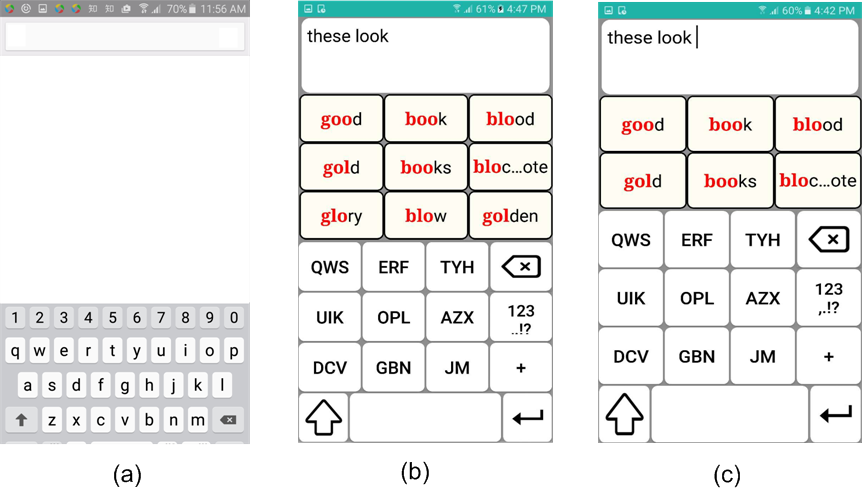 70% 11:56 AM
1 2 3 4 5 6 7 8 9 0
q w e r t y u i o p
a s d f g h j k l
z x c v b n m
(a)
61% 4:47 PM
these look
good book blood
gold books bloc...ote
glory blow golden
QWS ERF TYH
UIK OPL AZX 123
..!?
DCV GBN JM +
(b)
60% 4:42 PM
these look
good book blood
gold books bloc...ote
QWS ERF TYH
UIK OPL AZX 123
,.!?
DCV GBN JM +
(c)